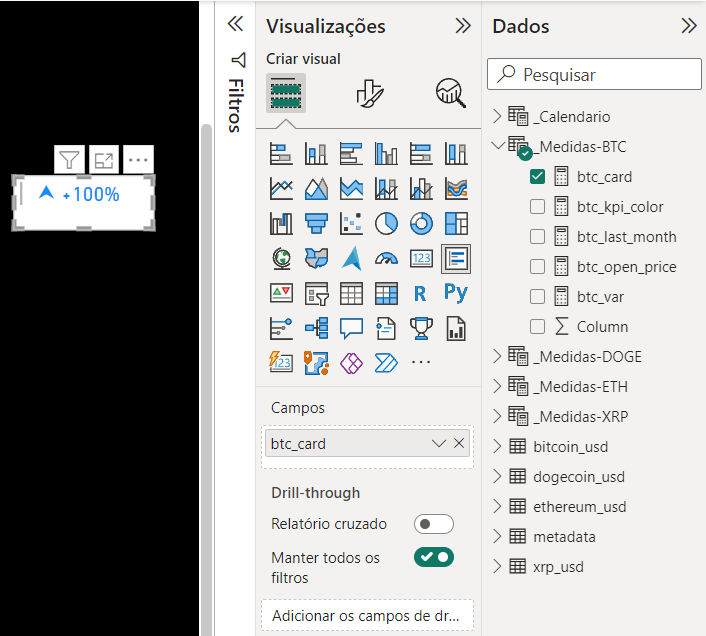 +100%
Filtros
Visualizações
Criar visual
123
R
Py
123
Campos
btc_card
Drill-through
Relatório cruzado
Manter todos os
filtros
Adicionar os campos de dr...
Dados
Pesquisar
_Calendario
_Medidas-BTC
btc_card
btc_kpi_color
btc_last_month
btc_open_price
btc_var
Column
_Medidas-DOGE
_Medidas-ETH
_Medidas-XRP
bitcoin_usd
dogecoin_usd
ethereum_usd
metadata
xrp_usd